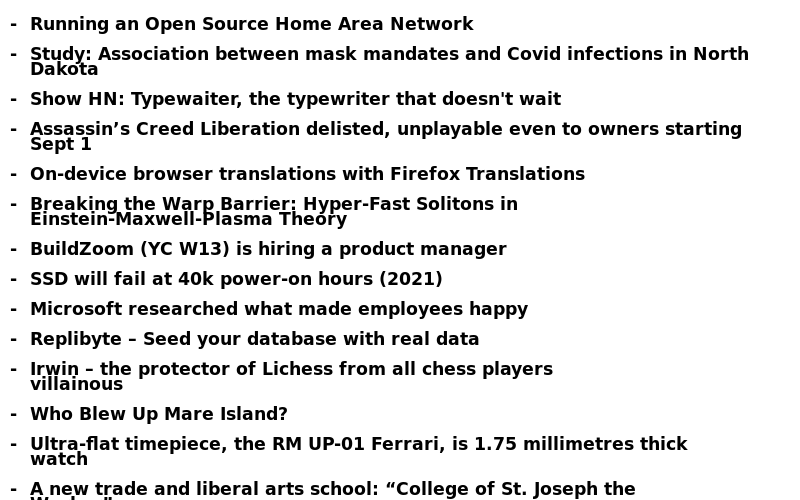 - Running an Open Source Home Area Network
- Study: Association between mask mandates and Covid infections in North
Dakota
- Show HN: Typewaiter, the typewriter that doesn't wait
- Assassin’s Creed Liberation delisted, unplayable even to owners starting
Sept 1
- On-device browser translations with Firefox Translations
- Breaking the Warp Barrier: Hyper-Fast Solitons in
Einstein-Maxwell-Plasma Theory
- BuildZoom (YC W13) is hiring a product manager
- SSD will fail at 40k power-on hours (2021)
- Microsoft researched what made employees happy
- Replibyte – Seed your database with real data
- Irwin – the protector of Lichess from all chess players
villainous
- Who Blew Up Mare Island?
- Ultra-flat timepiece, the RM UP-01 Ferrari, is 1.75 millimetres thick
watch
- A new trade and liberal arts school: “College of St. Joseph the